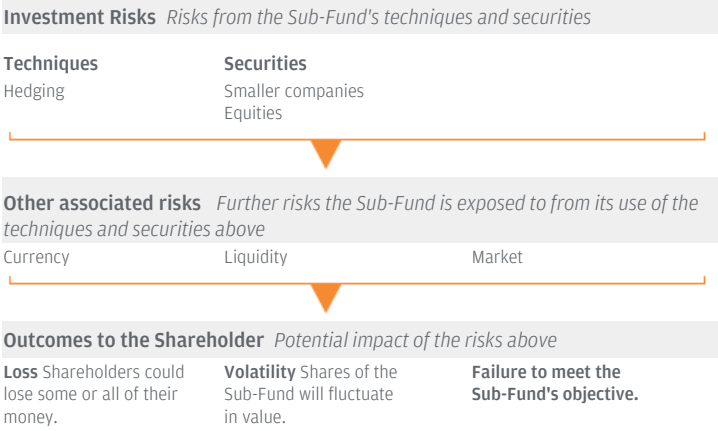 Investment Risks Risks from the Sub-Fund's techniques and securities
Techniques
Hedging
Securities
Smaller companies
Equities
Other associated risks Further risks the Sub-Fund is exposed to from its use of the
techniques and securities above
Currency
Liquidity
Market
Outcomes to the Shareholder Potential impact of the risks above
Loss Shareholders could
lose some or all of their
money.
Volatility Shares of the
Sub-Fund will fluctuate
in value.
Failure to meet the
Sub-Fund's objective.